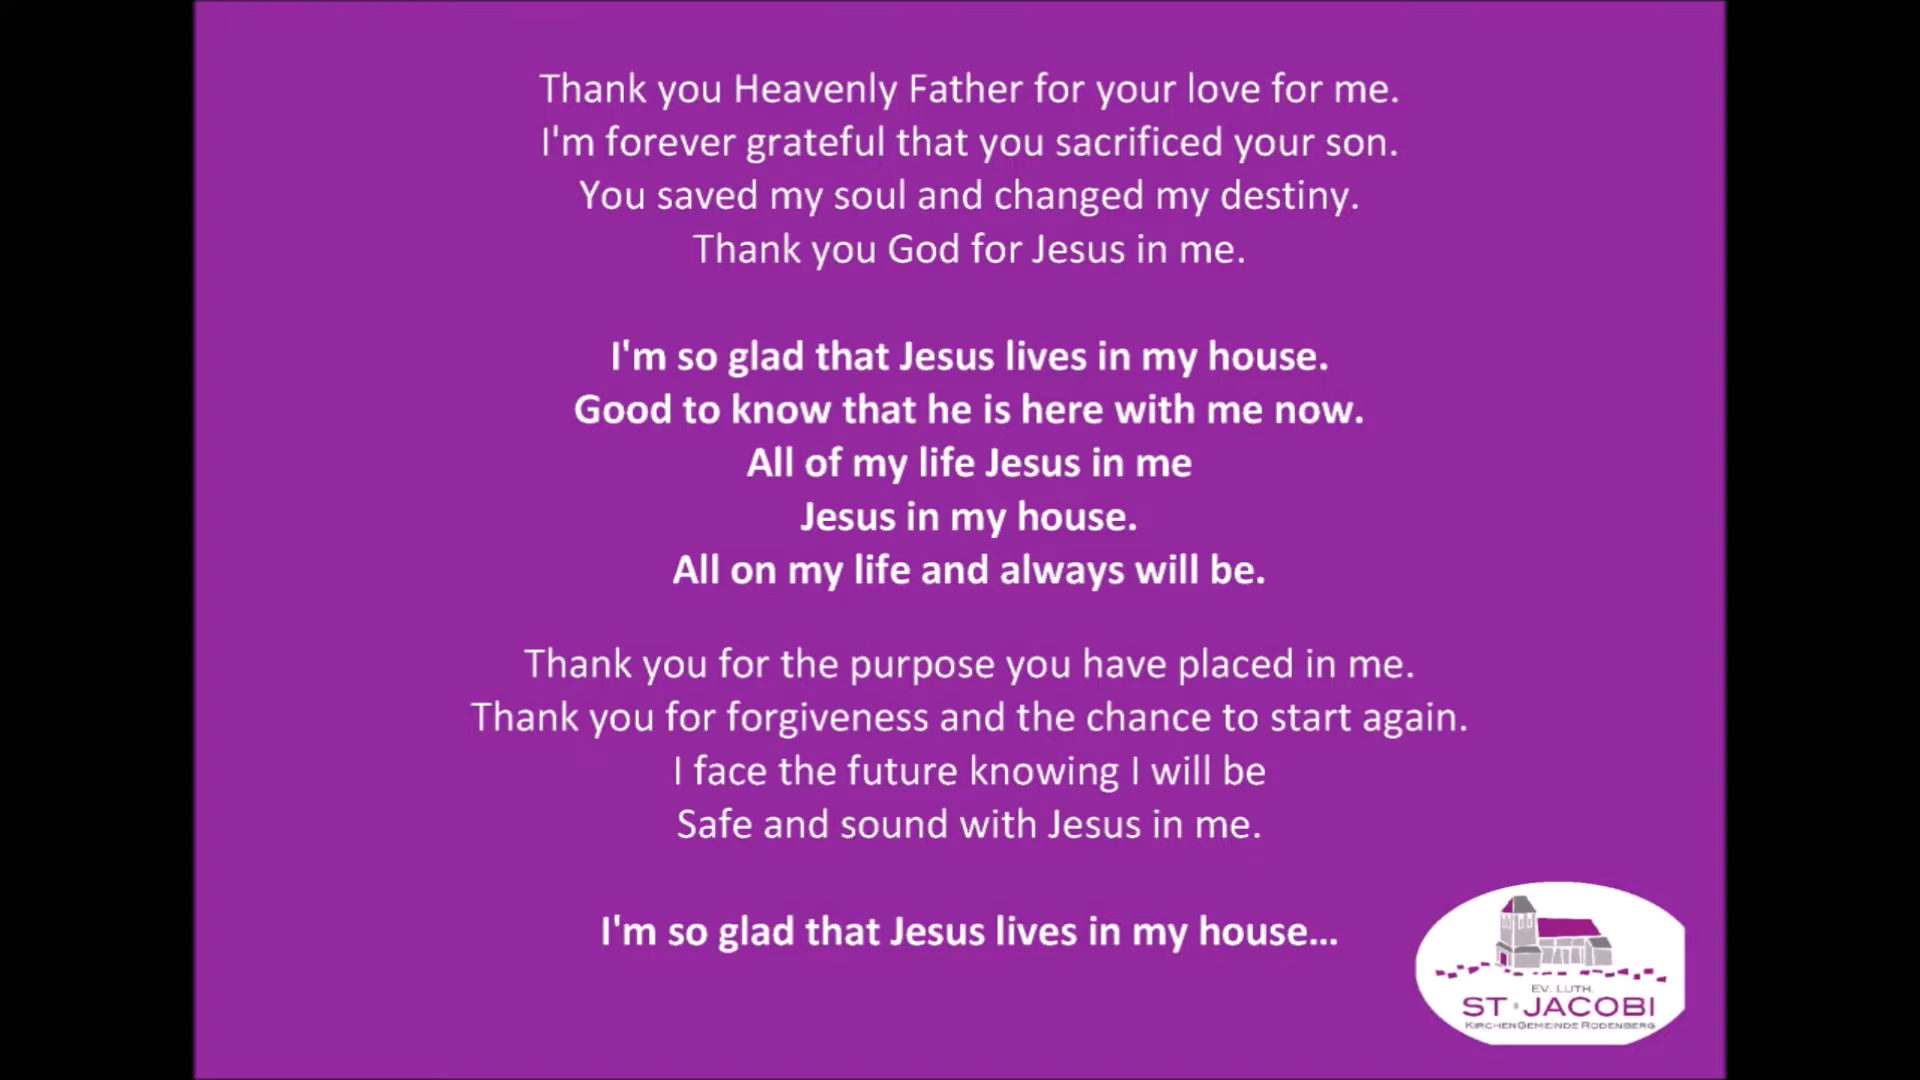 Thank you Heavenly Father for your love for me.
I'm forever grateful that you sacrificed your son.
You saved my soul and changed my destiny.
Thank you God for Jesus in me.
I'm so glad that Jesus lives in my house.
Good to know that he is here with me now.
All of my life Jesus in me
Jesus in my house.
All on my life and always will be.
Thank you for the purpose you have placed in me.
Thank you for forgiveness and the chance to start again.
I face the future knowing I will be
Safe and sound with Jesus in me.
I'm so glad that Jesus lives in my house...
EV. LUTH.
ST·JACOBI
KIRCHENGEMEINDE RODENBERG